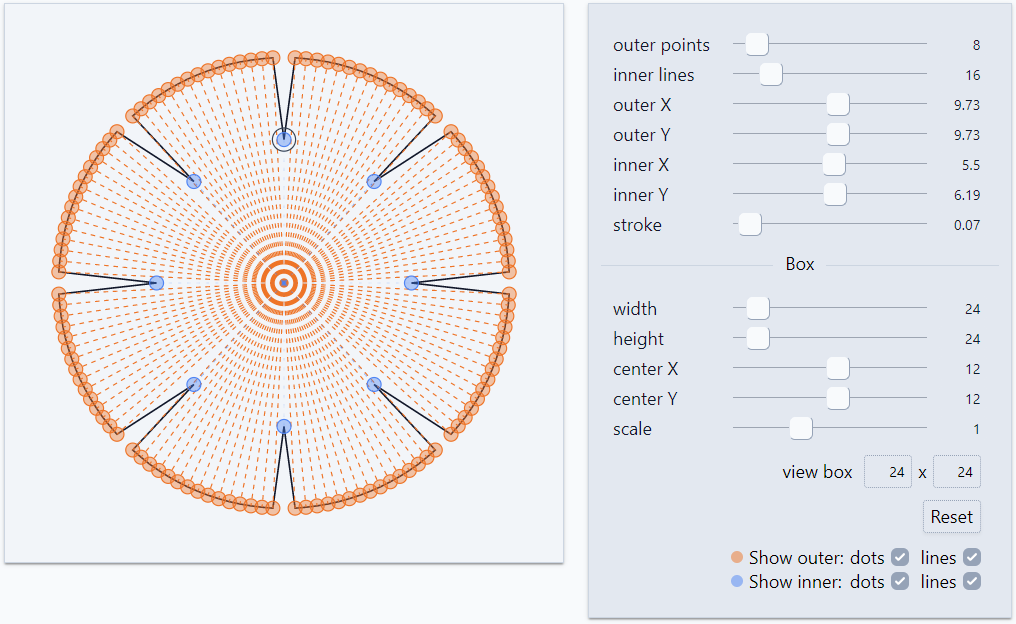 outer points 8
inner lines 16
outer X 9.73
outer Y 9.73
inner X 5.5
inner Y 6.19
stroke 0.07
Box
width 24
height 24
center X 12
center Y 12
scale 1
view box 24 x 24
Reset
Show outer: dots lines
Show inner: dots lines